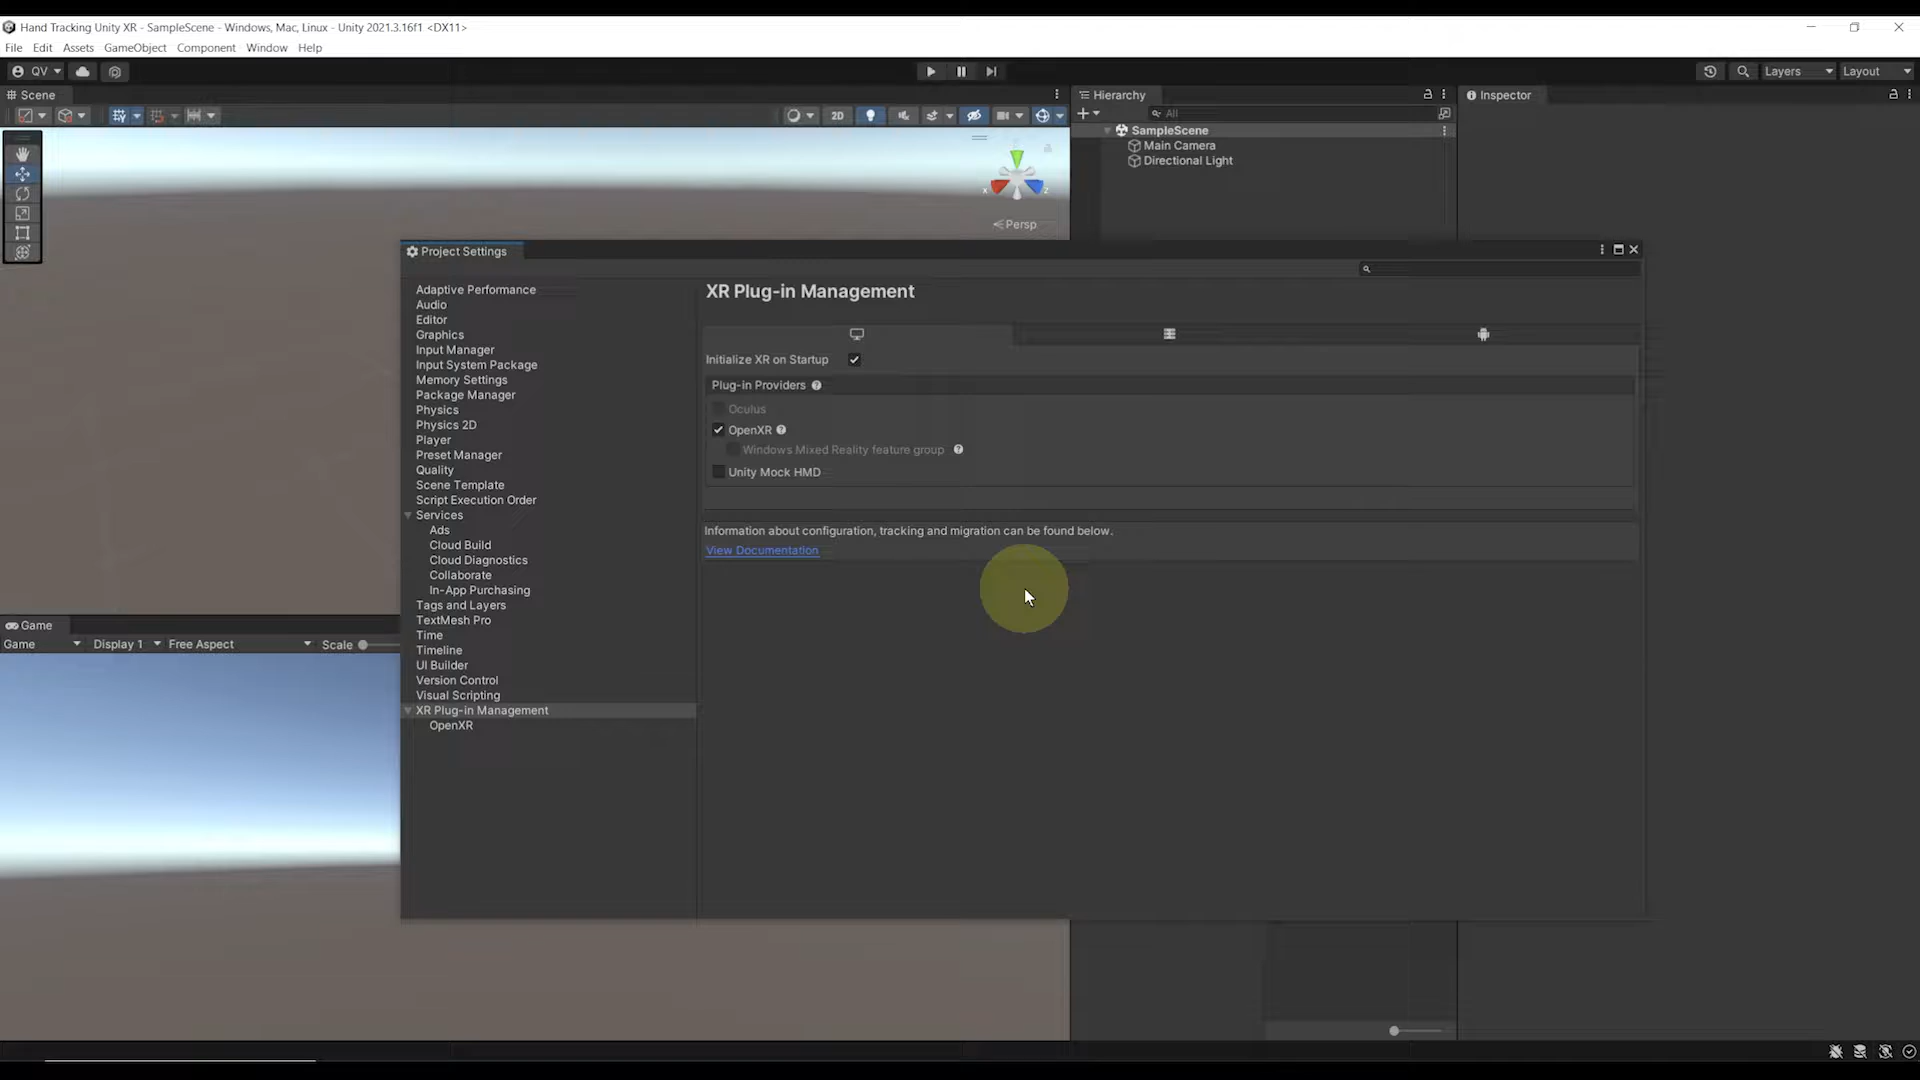 Hand Tracking Unity XR - SampleScene - Windows, Mac, Linux - Unity 2021.3.16f1 <DX11>
File Edit Assets GameObject Component Window Help
QV Layers Layout
Scene
2D
Persp
Hierarchy
All
SampleScene
Main Camera
Directional Light
Inspector
Project Settings
Adaptive Performance
Audio
Editor
Graphics
Input Manager
Input System Package
Memory Settings
Package Manager
Physics
Physics 2D
Player
Preset Manager
Quality
Scene Template
Script Execution Order
Services
Ads
Cloud Build
Cloud Diagnostics
Collaborate
In-App Purchasing
Tags and Layers
TextMesh Pro
Time
Timeline
UI Builder
Version Control
Visual Scripting
XR Plug-in Management
OpenXR
XR Plug-in Management
Initialize XR on Startup
Plug-in Providers
Oculus
OpenXR
Windows Mixed Reality feature group
Unity Mock HMD
Information about configuration, tracking and migration can be found below.
View Documentation
Game
Game Display 1 Free Aspect Scale